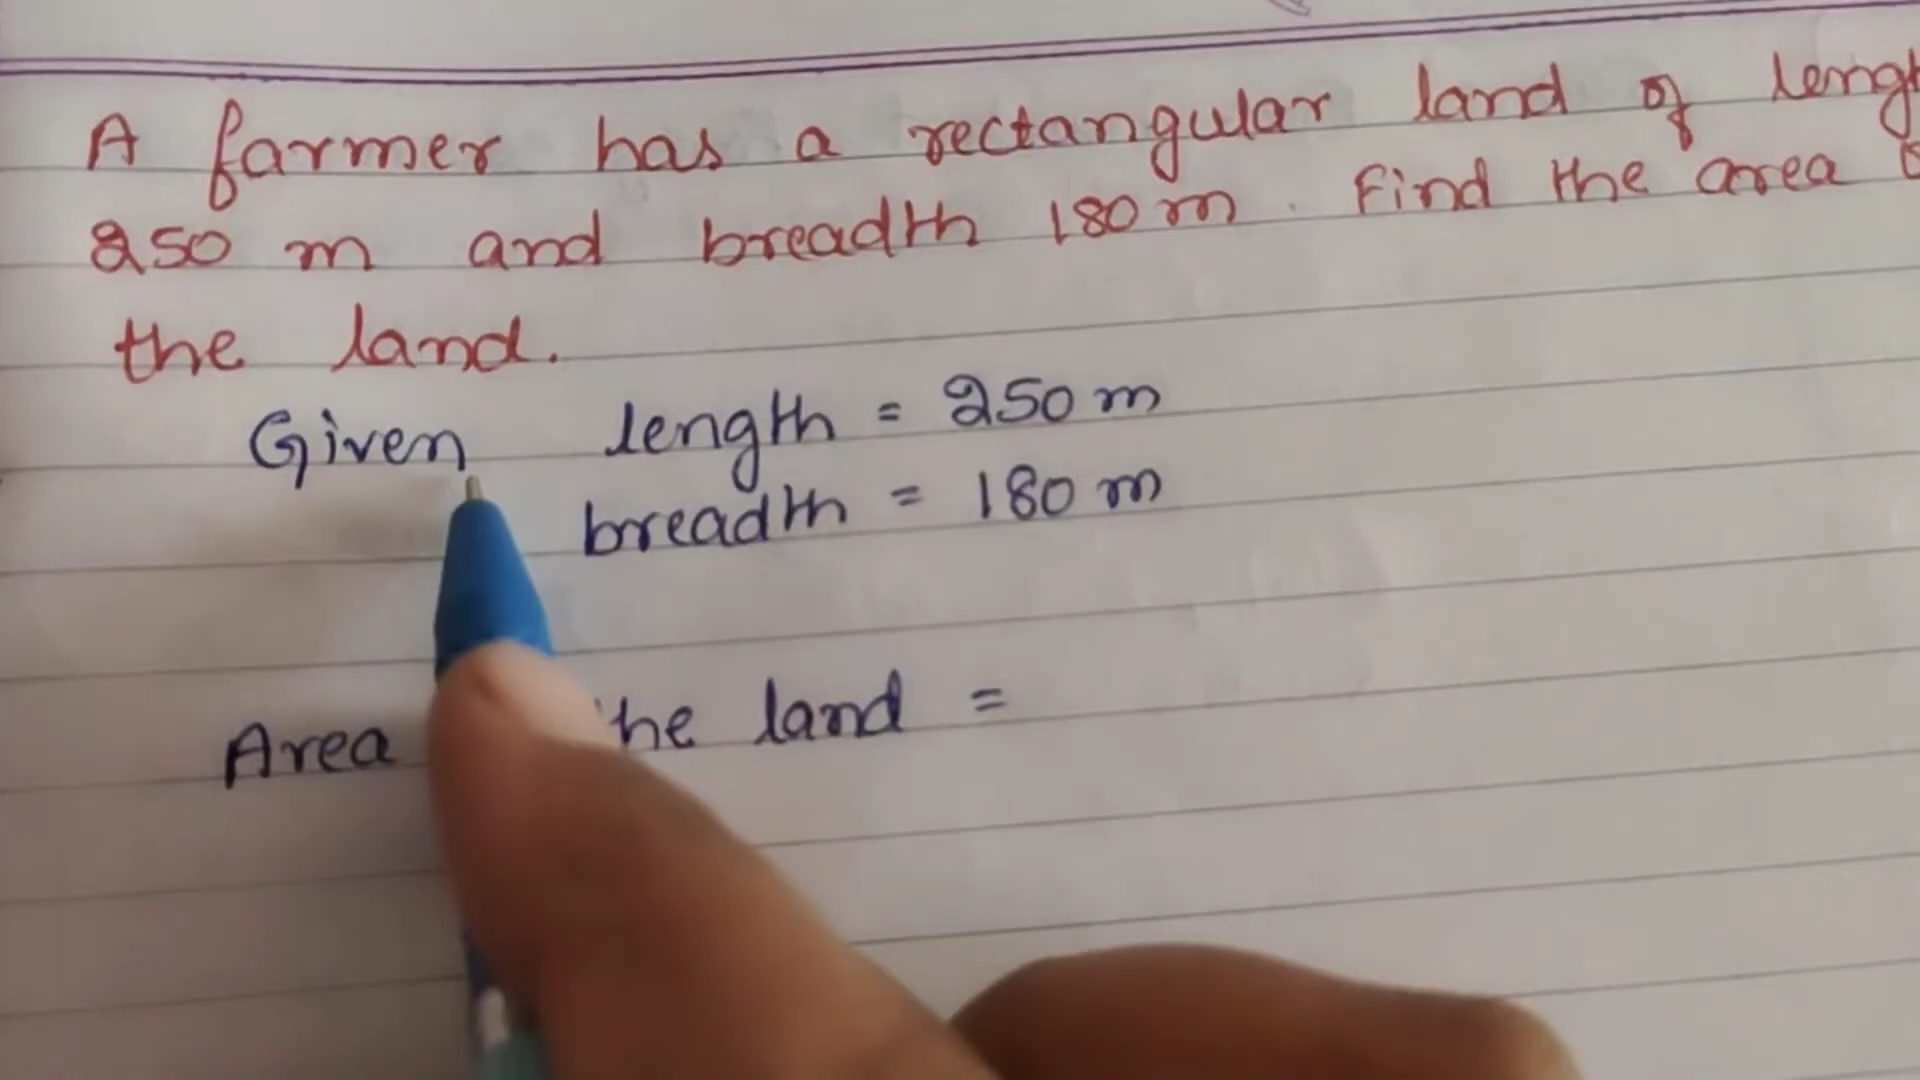 A farmer has a rectangular land of
250 m and breadth 180 m. Find the area
the land.
Given length = 250 m
breadth = 180 m
Area the land =